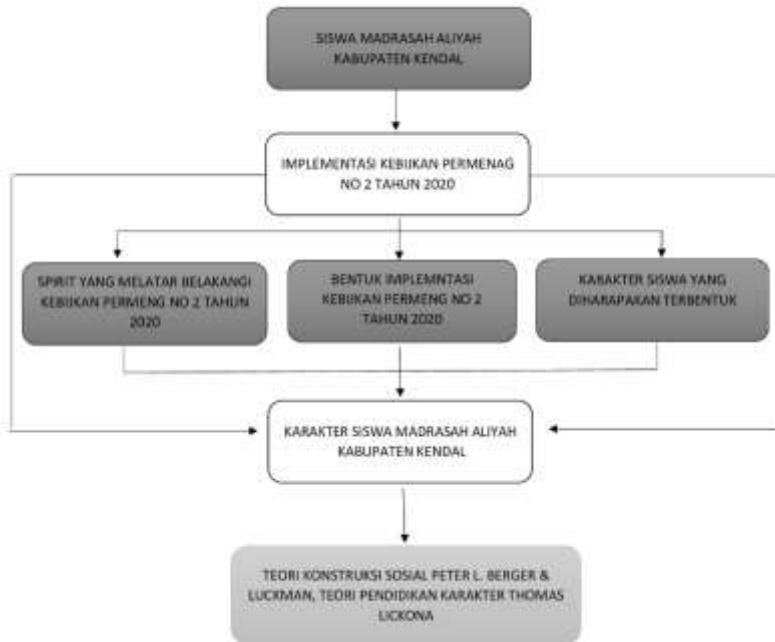 SISWA MADRASAH ALIYAH
KABUPATEN KENDAL
IMPLEMENTASI KEBIJKAN PERMENAG
NO 2 TAHUN 2020
SPIRIT YANG MELATAR BELAKANGI
KEBIJKAN PERMENG NO 2 TAHUN
2020
BENTUK IMPLEMNTASI
KEBIJKAN PERMENG NO 2
TAHUN 2020
KARAKTER SISWA YANG
DIHARAPAKAN TERBENTUK
KARAKTER SISWA MADRASAH ALIYAH
KABUPATEN KENDAL
TEORI KONSTRUKSI SOSIAL PETER L. BERGER &
LUCKMAN, TEORI PENDIDIKAN KARAKTER THOMAS
LICKONA